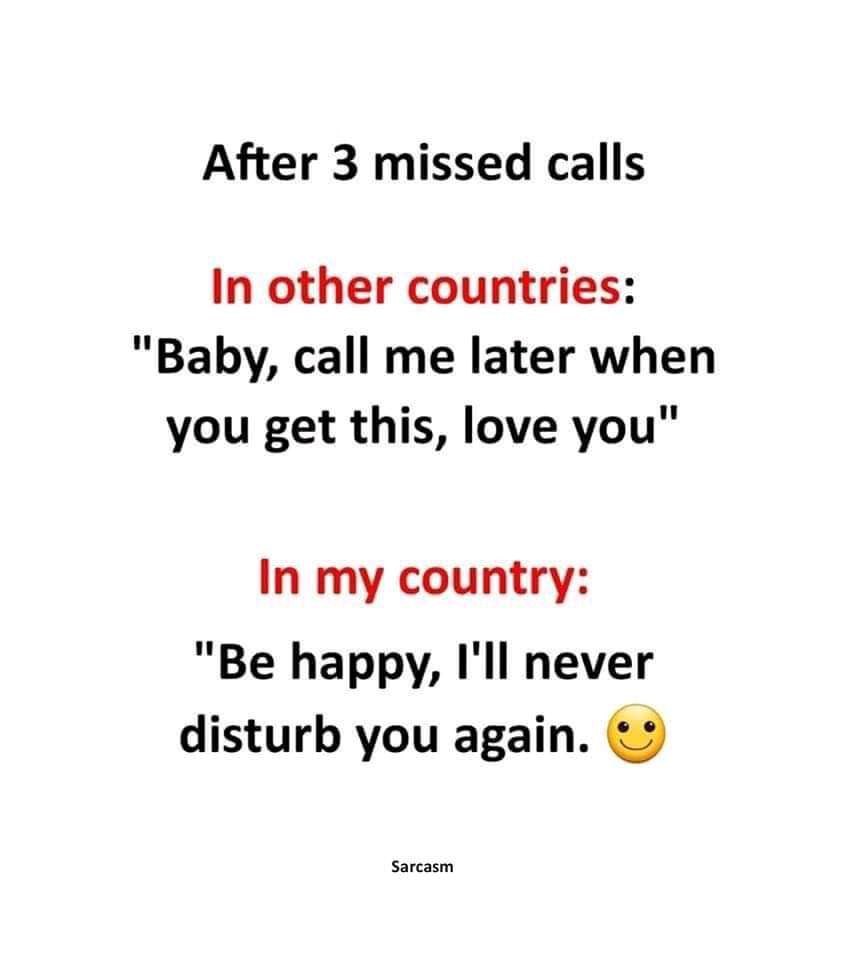 After 3 missed calls
In other countries:
"Baby, call me later when
you get this, love you"
In my country:
"Be happy, I'll never
disturb you again. 🙂
Sarcasm